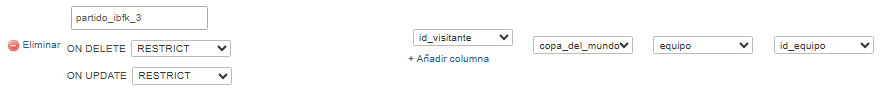 partido_ibfk_3
Eliminar
ON DELETE RESTRICT
ON UPDATE RESTRICT
id_visitante
+ Añadir columna
copa_del_mundo
equipo
id_equipo